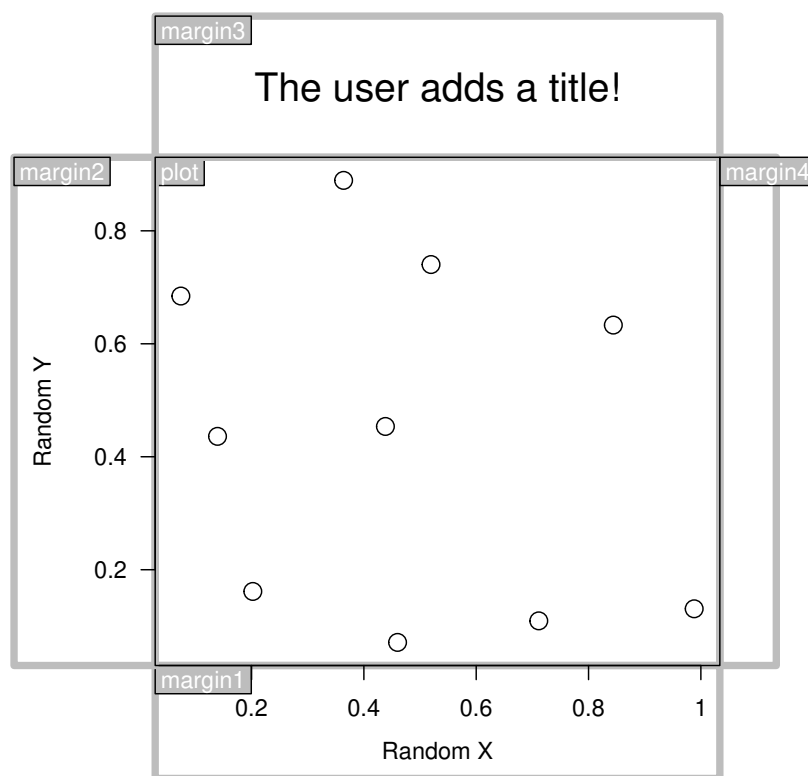 margin3
The user adds a title!
margin2
plot
margin4
0.8
0.6
Random Y
0.4
0.2
margin1
0.2 0.4 0.6 0.8 1
Random X